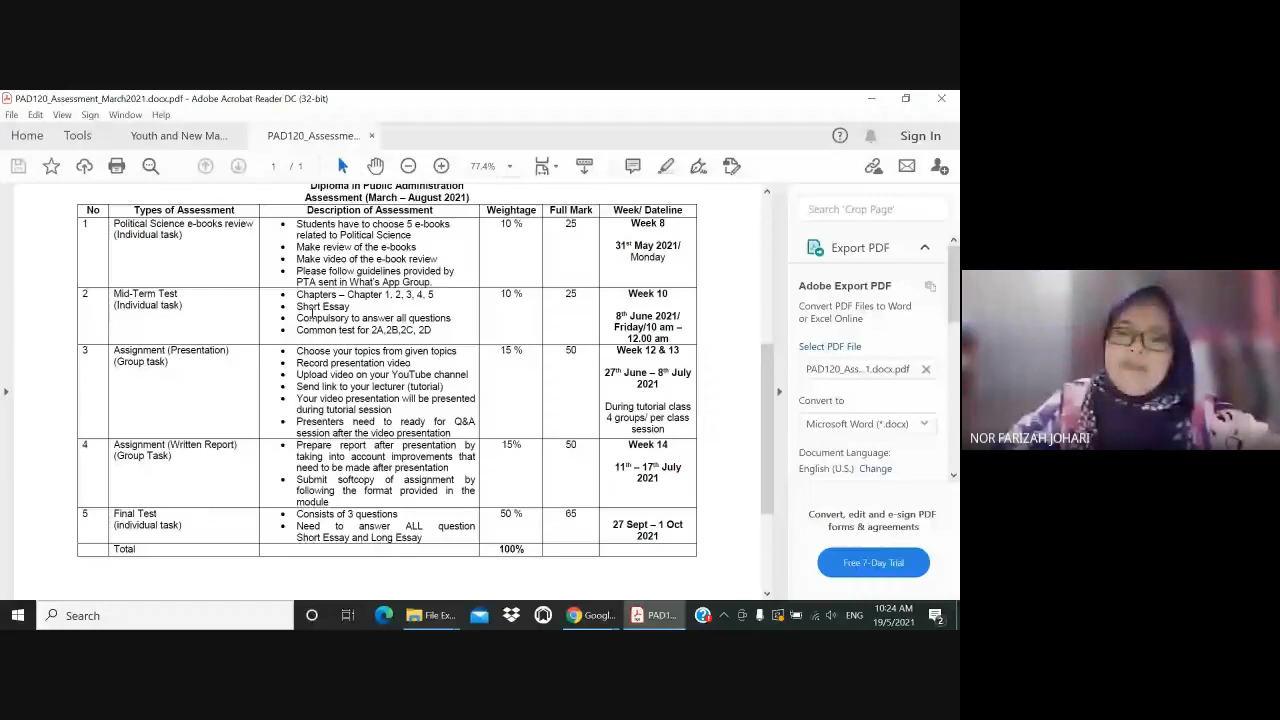 PAD120_Assessment_March2021.docx.pdf - Adobe Acrobat Reader DC (32-bit)
File Edit View Sign Window Help
Home Tools Youth and New Ma... PAD120_Assessme... × Sign In
1 / 1 77.4%
Diploma in Public Administration
Assessment (March – August 2021)
No Types of Assessment Description of Assessment Weightage Full Mark Week/ Dateline
1 Political Science e-books review
(Individual task)
• Students have to choose 5 e-books
related to Political Science
• Make review of the e-books
• Make video of the e-book review
• Please follow guidelines provided by
PTA sent in What's App Group.
10 % 25 Week 8
31st May 2021/
Monday
2 Mid-Term Test
(Individual task)
• Chapters – Chapter 1, 2, 3, 4, 5
• Short Essay
• Compulsory to answer all questions
• Common test for 2A,2B,2C, 2D
10 % 25 Week 10
8th June 2021/
Friday/10 am –
12.00 am
3 Assignment (Presentation)
(Group task)
• Choose your topics from given topics
• Record presentation video
• Upload video on your YouTube channel
• Send link to your lecturer (tutorial)
• Your video presentation will be presented
during tutorial session
• Presenters need to ready for Q&A
session after the video presentation
15 % 50 Week 12 & 13
27th June – 8th July
2021
During tutorial class
4 groups/ per class
session
4 Assignment (Written Report)
(Group Task)
• Prepare report after presentation by
taking into account improvements that
need to be made after presentation
• Submit softcopy of assignment by
following the format provided in the
module
15% 50 Week 14
11th – 17th July
2021
5 Final Test
(individual task)
• Consists of 3 questions
• Need to answer ALL question
Short Essay and Long Essay
50 % 65
27 Sept – 1 Oct
2021
Total 100%
Search 'Crop Page'
Export PDF
Adobe Export PDF
Convert PDF Files to Word
or Excel Online
Select PDF File
PAD120_Ass...1.docx.pdf ×
Convert to
Microsoft Word (*.docx)
Document Language:
English (U.S.) Change
Convert, edit and e-sign PDF
forms & agreements
Free 7-Day Trial
NOR FARIZAH JOHARI
Search
File Ex...
Googl...
PAD1...
ENG
10:24 AM
19/5/2021
2